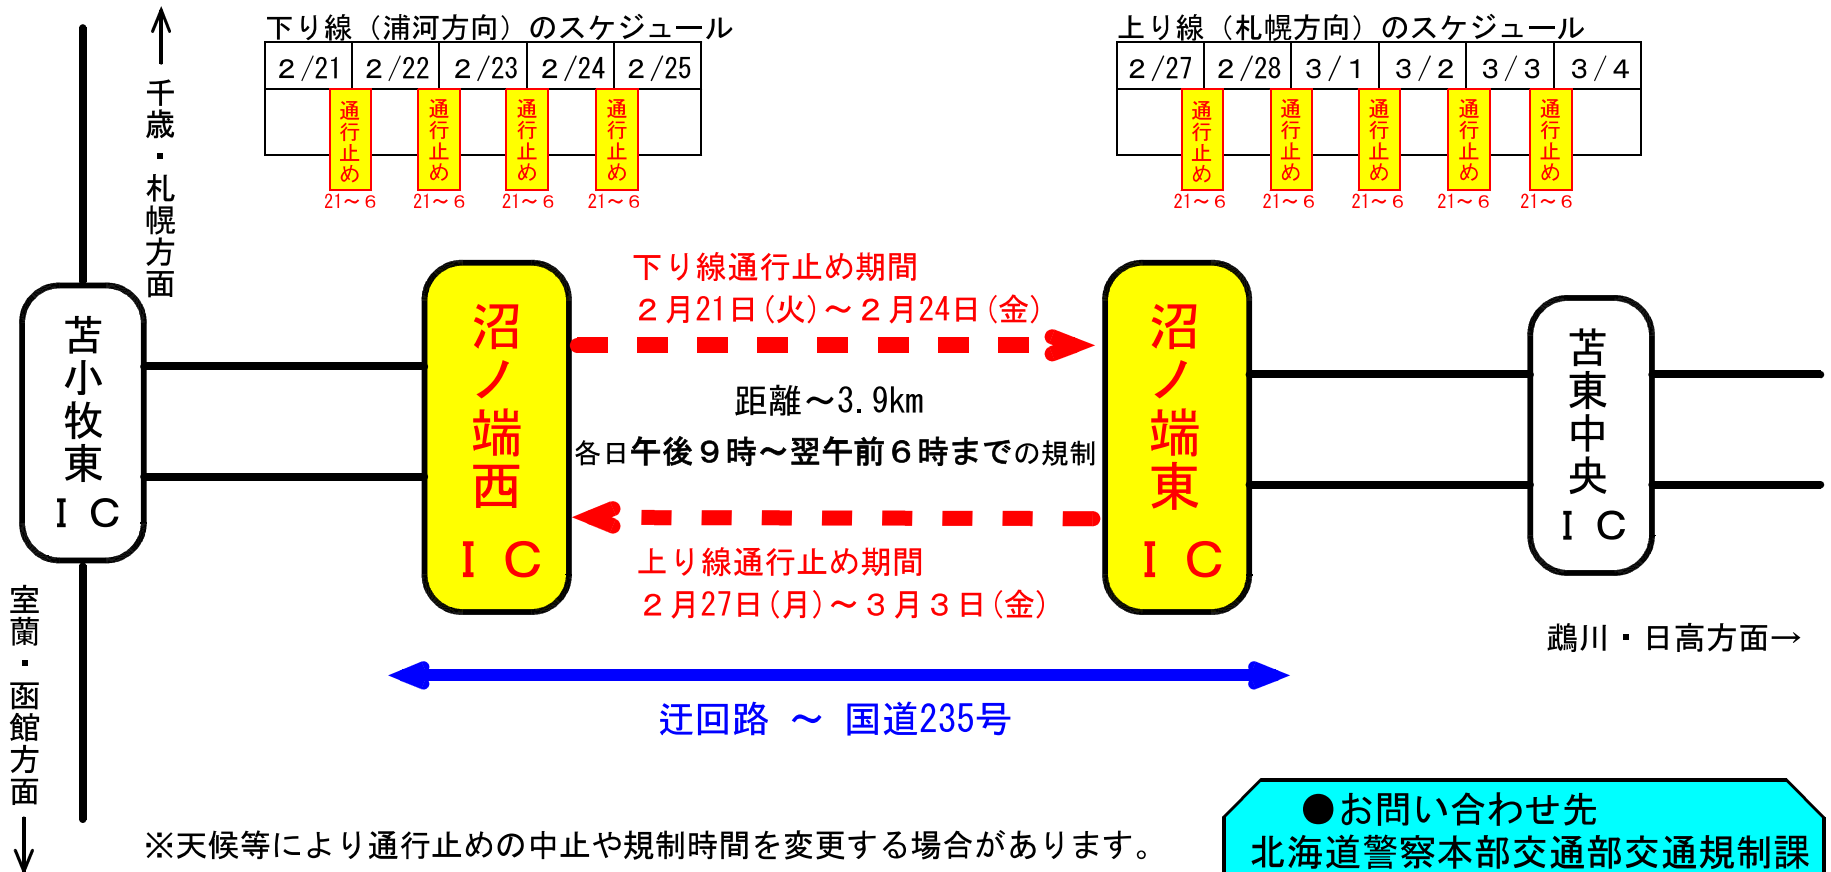 下り線（浦河方向）のスケジュール
２/21 ２/22 ２/23 ２/24 ２/25
通行止め 通行止め 通行止め 通行止め
21～６ 21～６ 21～６ 21～６
上り線（札幌方向）のスケジュール
２/27 ２/28 ３/１ ３/２ ３/３ ３/４
通行止め 通行止め 通行止め 通行止め 通行止め
21～６ 21～６ 21～６ 21～６ 21～６
↑千歳・札幌方面
苫小牧東ＩＣ
沼ノ端西ＩＣ
下り線通行止め期間
２月21日(火)～２月24日(金)
距離～3.9km
各日午後９時～翌午前６時までの規制
上り線通行止め期間
２月27日(月)～３月３日(金)
沼ノ端東ＩＣ
苫東中央ＩＣ
室蘭・函館方面↓
鵡川・日高方面→
迂回路 ～ 国道235号
※天候等により通行止めの中止や規制時間を変更する場合があります。
●お問い合わせ先
北海道警察本部交通部交通規制課